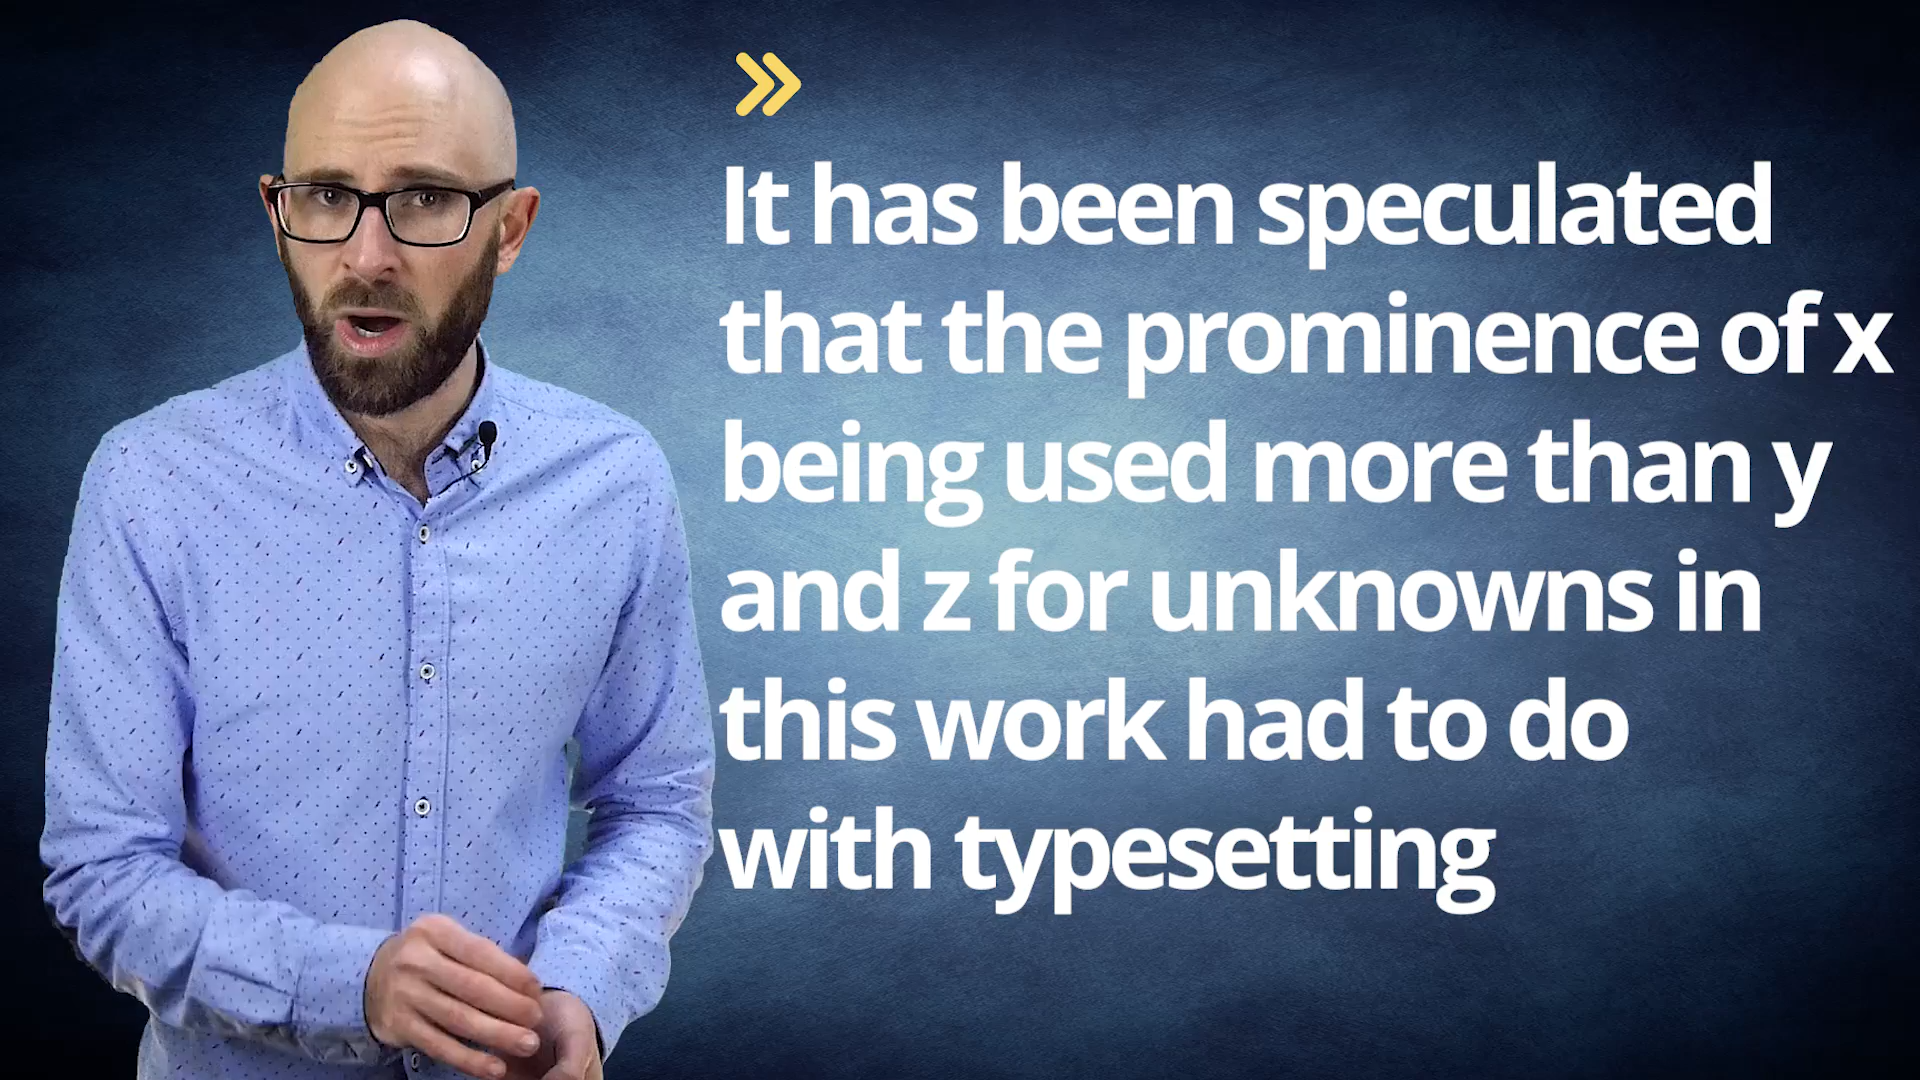 It has been speculated
that the prominence of x
being used more than y
and z for unknowns in
this work had to do
with typesetting